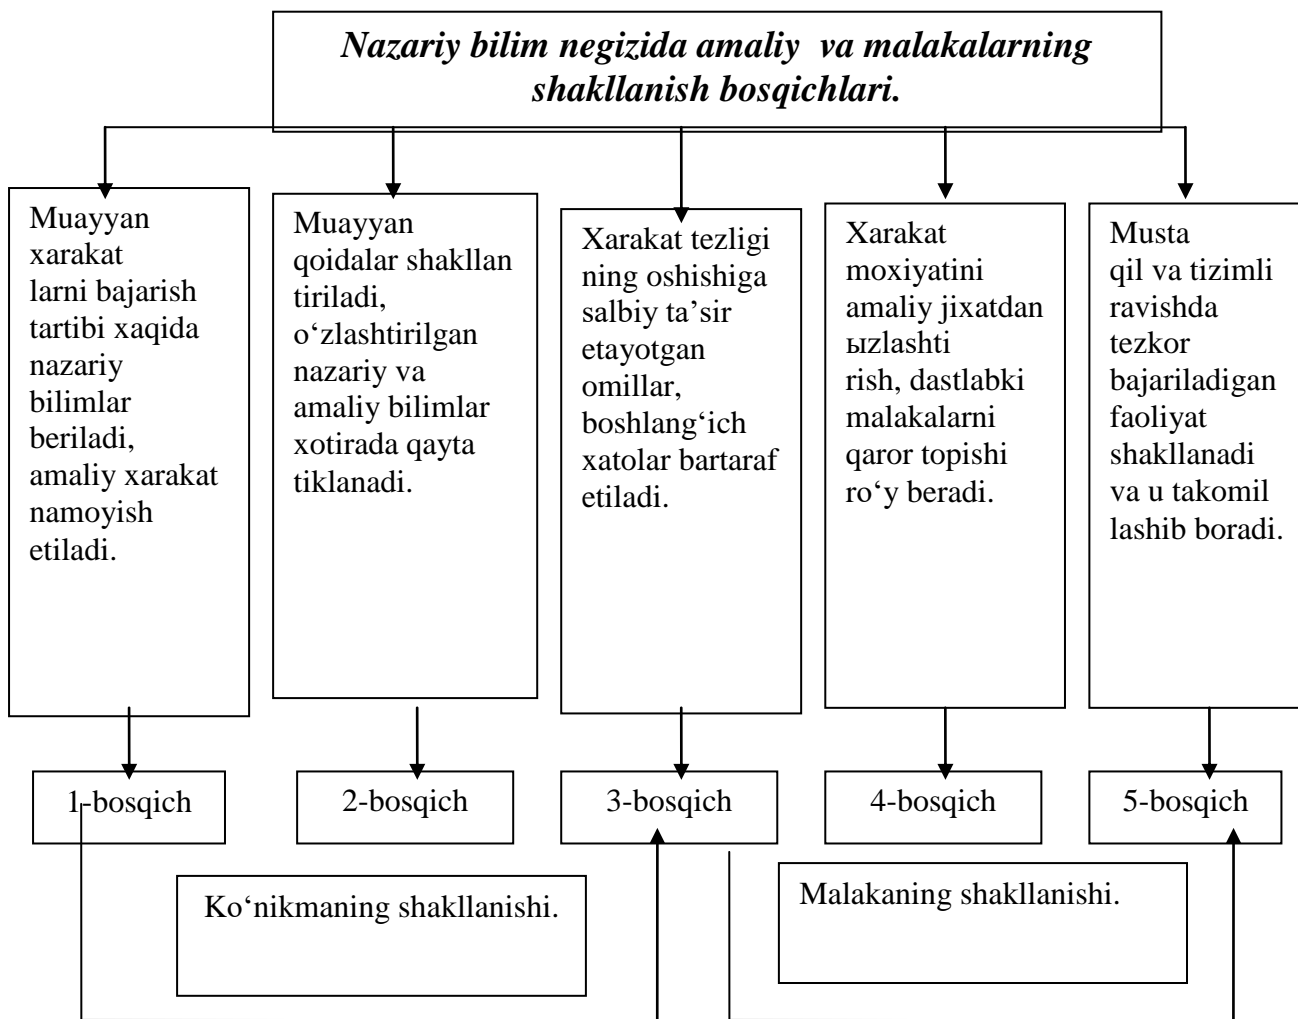 Nazariy bilim negizida amaliy va malakalarning
shakllanish bosqichlari.
Muayyan
xarakat
larni bajarish
tartibi xaqida
nazariy
bilimlar
beriladi,
amaliy xarakat
namoyish
etiladi.
Muayyan
qoidalar shakllan
tiriladi,
o‘zlashtirilgan
nazariy va
amaliy bilimlar
xotirada qayta
tiklanadi.
Xarakat tezligi
ning oshishiga
salbiy ta’sir
etayotgan
omillar,
boshlang‘ich
xatolar bartaraf
etiladi.
Xarakat
moxiyatini
amaliy jixatdan
ыzlashti
rish, dastlabki
malakalarni
qaror topishi
ro‘y beradi.
Musta
qil va tizimli
ravishda
tezkor
bajariladigan
faoliyat
shakllanadi
va u takomil
lashib boradi.
1-bosqich
2-bosqich
3-bosqich
4-bosqich
5-bosqich
Ko‘nikmaning shakllanishi.
Malakaning shakllanishi.